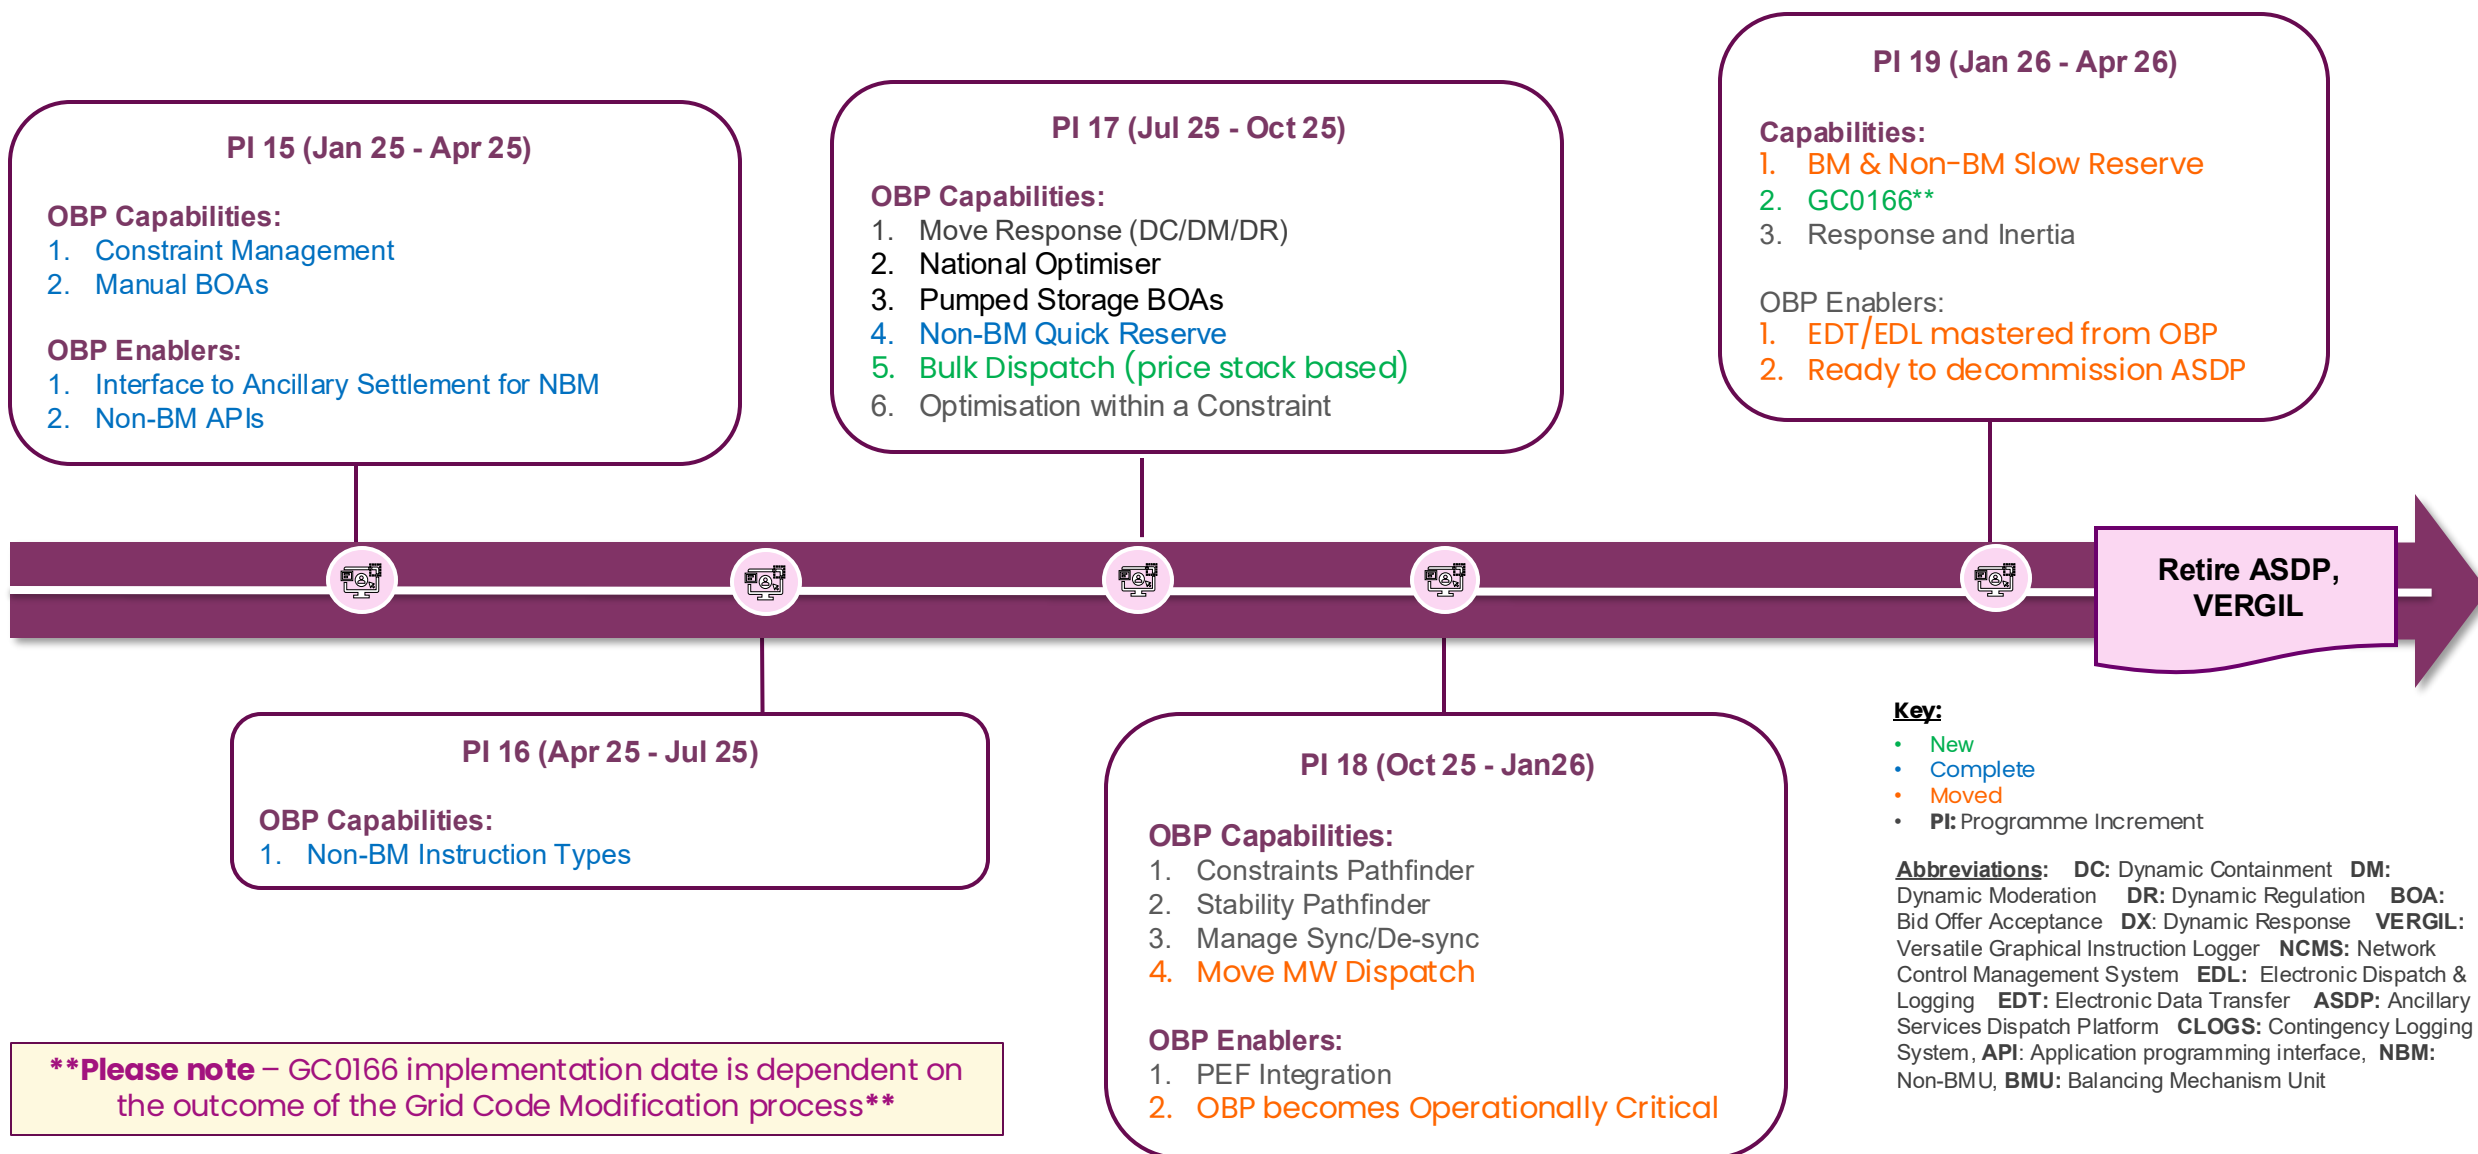 PI 15 (Jan 25 - Apr 25)
OBP Capabilities:
1. Constraint Management
2. Manual BOAs
OBP Enablers:
1. Interface to Ancillary Settlement for NBM
2. Non-BM APIs
PI 17 (Jul 25 - Oct 25)
OBP Capabilities:
1. Move Response (DC/DM/DR)
2. National Optimiser
3. Pumped Storage BOAs
4. Non-BM Quick Reserve
5. Bulk Dispatch (price stack based)
6. Optimisation within a Constraint
PI 19 (Jan 26 - Apr 26)
Capabilities:
1. BM & Non-BM Slow Reserve
2. GC0166**
3. Response and Inertia
OBP Enablers:
1. EDT/EDL mastered from OBP
2. Ready to decommission ASDP
Retire ASDP,
VERGIL
PI 16 (Apr 25 - Jul 25)
OBP Capabilities:
1. Non-BM Instruction Types
PI 18 (Oct 25 - Jan26)
OBP Capabilities:
1. Constraints Pathfinder
2. Stability Pathfinder
3. Manage Sync/De-sync
4. Move MW Dispatch
OBP Enablers:
1. PEF Integration
2. OBP becomes Operationally Critical
Key:
• New
• Complete
• Moved
• PI: Programme Increment
Abbreviations: DC: Dynamic Containment DM:
Dynamic Moderation DR: Dynamic Regulation BOA:
Bid Offer Acceptance DX: Dynamic Response VERGIL:
Versatile Graphical Instruction Logger NCMS: Network
Control Management System EDL: Electronic Dispatch &
Logging EDT: Electronic Data Transfer ASDP: Ancillary
Services Dispatch Platform CLOGS: Contingency Logging
System, API: Application programming interface, NBM:
Non-BMU, BMU: Balancing Mechanism Unit
**Please note – GC0166 implementation date is dependent on
the outcome of the Grid Code Modification process**